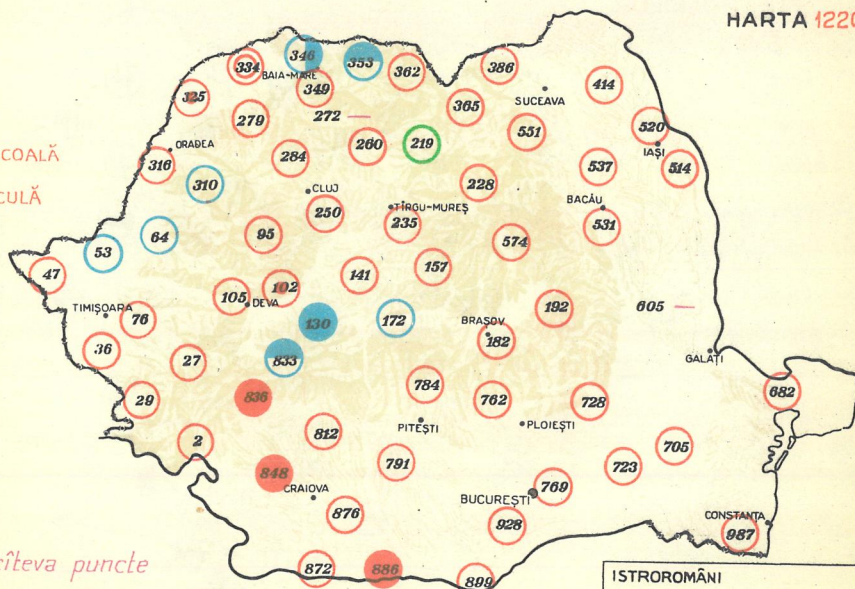 HARTA 1220
334
346
353
362
386
BAIA-MARE
325
349
365
SUCEAVA
414
279
272 —
551
520
ORADEA
260
219
IAȘI
COALĂ
316
284
537
514
310
CLUJ
228
CULĂ
250
TÎRGU-MUREȘ
BACĂU
235
531
64
95
574
53
47
141
157
105
102
DEVA
192
605 —
TIMIȘOARA
76
130
172
BRAȘOV
182
36
833
GALAȚI
27
784
682
29
836
762
728
PITEȘTI
PLOIEȘTI
2
812
705
848
791
723
CRAIOVA
BUCUREȘTI
769
876
928
CONSTANȚA
987
cîteva puncte
872
886
899
ISTROROMÂNI